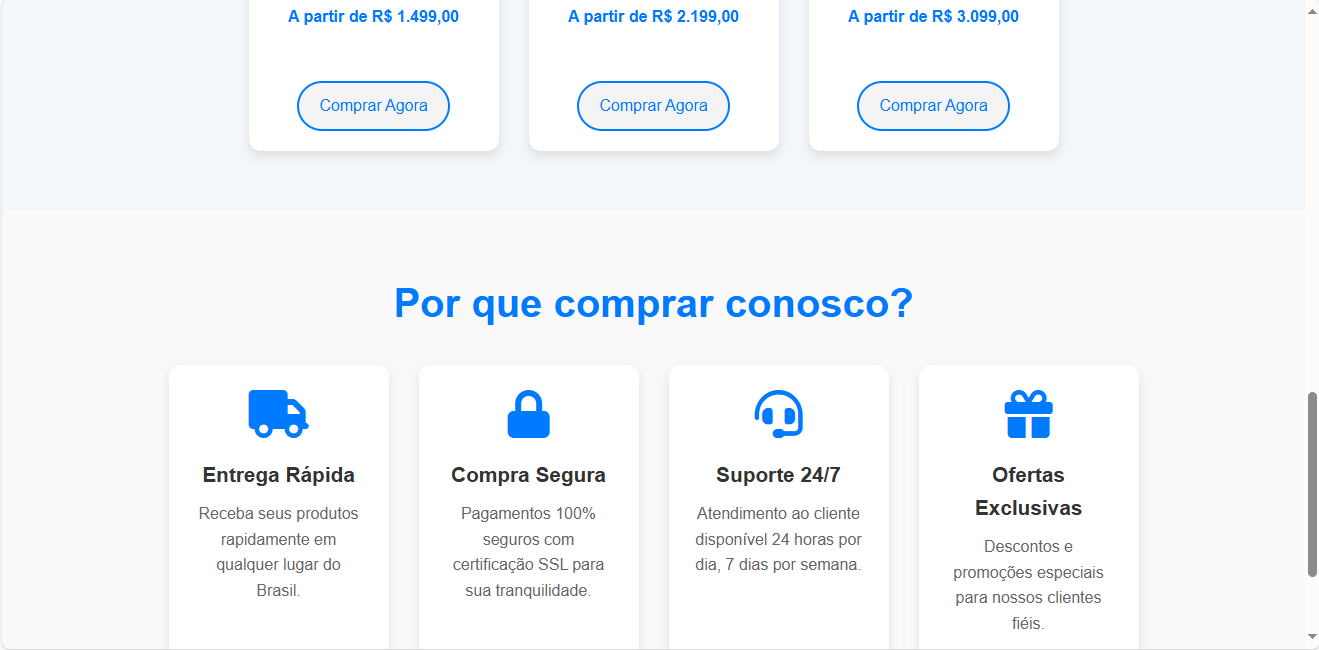 A partir de R$ 1.499,00
A partir de R$ 2.199,00
A partir de R$ 3.099,00
Comprar Agora
Comprar Agora
Comprar Agora
Por que comprar conosco?
Entrega Rápida
Receba seus produtos
rapidamente em
qualquer lugar do
Brasil.
Compra Segura
Pagamentos 100%
seguros com
certificação SSL para
sua tranquilidade.
Suporte 24/7
Atendimento ao cliente
disponível 24 horas por
dia, 7 dias por semana.
Ofertas
Exclusivas
Descontos e
promoções especiais
para nossos clientes
fiéis.